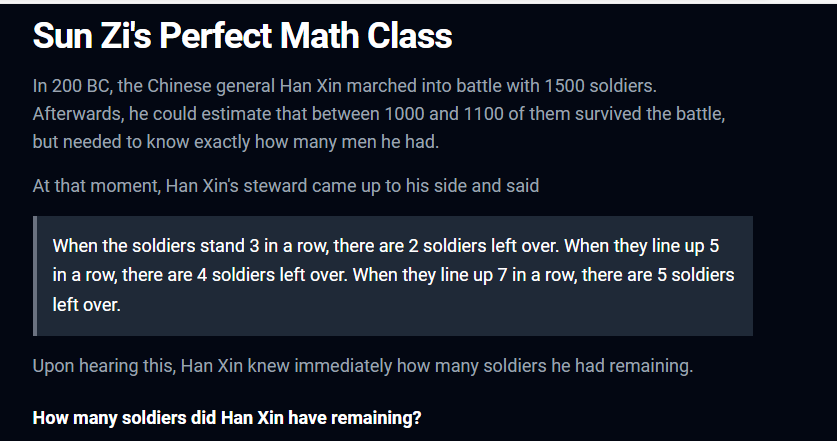 Sun Zi's Perfect Math Class
In 200 BC, the Chinese general Han Xin marched into battle with 1500 soldiers.
Afterwards, he could estimate that between 1000 and 1100 of them survived the battle,
but needed to know exactly how many men he had.
At that moment, Han Xin's steward came up to his side and said
When the soldiers stand 3 in a row, there are 2 soldiers left over. When they line up 5
in a row, there are 4 soldiers left over. When they line up 7 in a row, there are 5 soldiers
left over.
Upon hearing this, Han Xin knew immediately how many soldiers he had remaining.
How many soldiers did Han Xin have remaining?